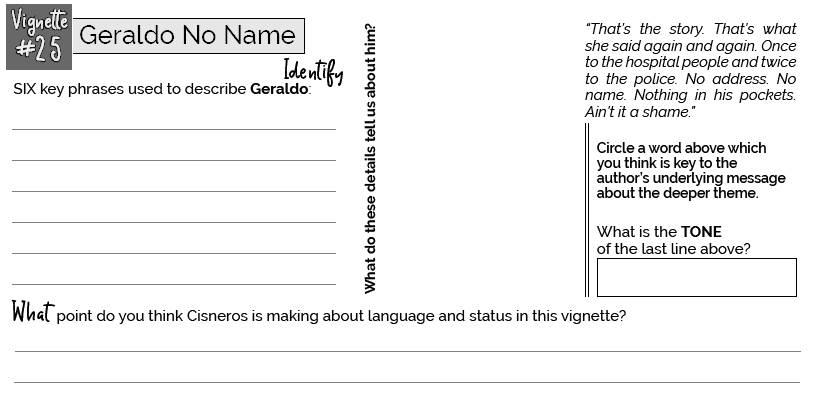 Vignette
#25
Geraldo No Name
Identify
SIX key phrases used to describe Geraldo:
What do these details tell us about him?
"That's the story. That's what
she said again and again. Once
to the hospital people and twice
to the police. No address. No
name. Nothing in his pockets.
Ain't it a shame."
Circle a word above which
you think is key to the
author's underlying message
about the deeper theme.
What is the TONE
of the last line above?
What point do you think Cisneros is making about language and status in this vignette?